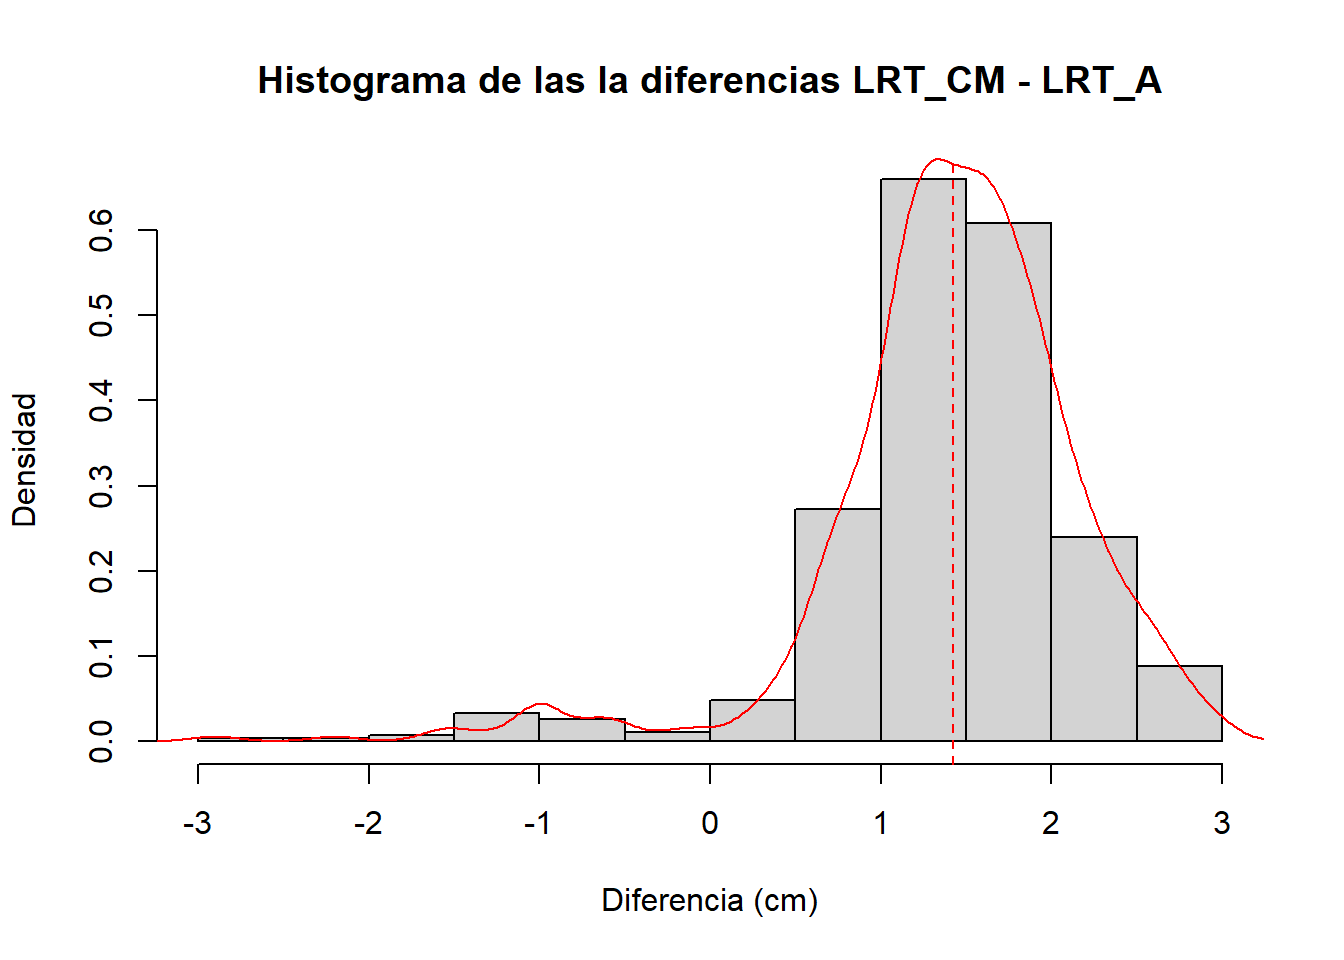 Histograma de las la diferencias LRT_CM - LRT_A
Densidad
0.6
0.5
0.4
0.3
0.2
0.1
0.0
-3 -2 -1 0 1 2 3
Diferencia (cm)